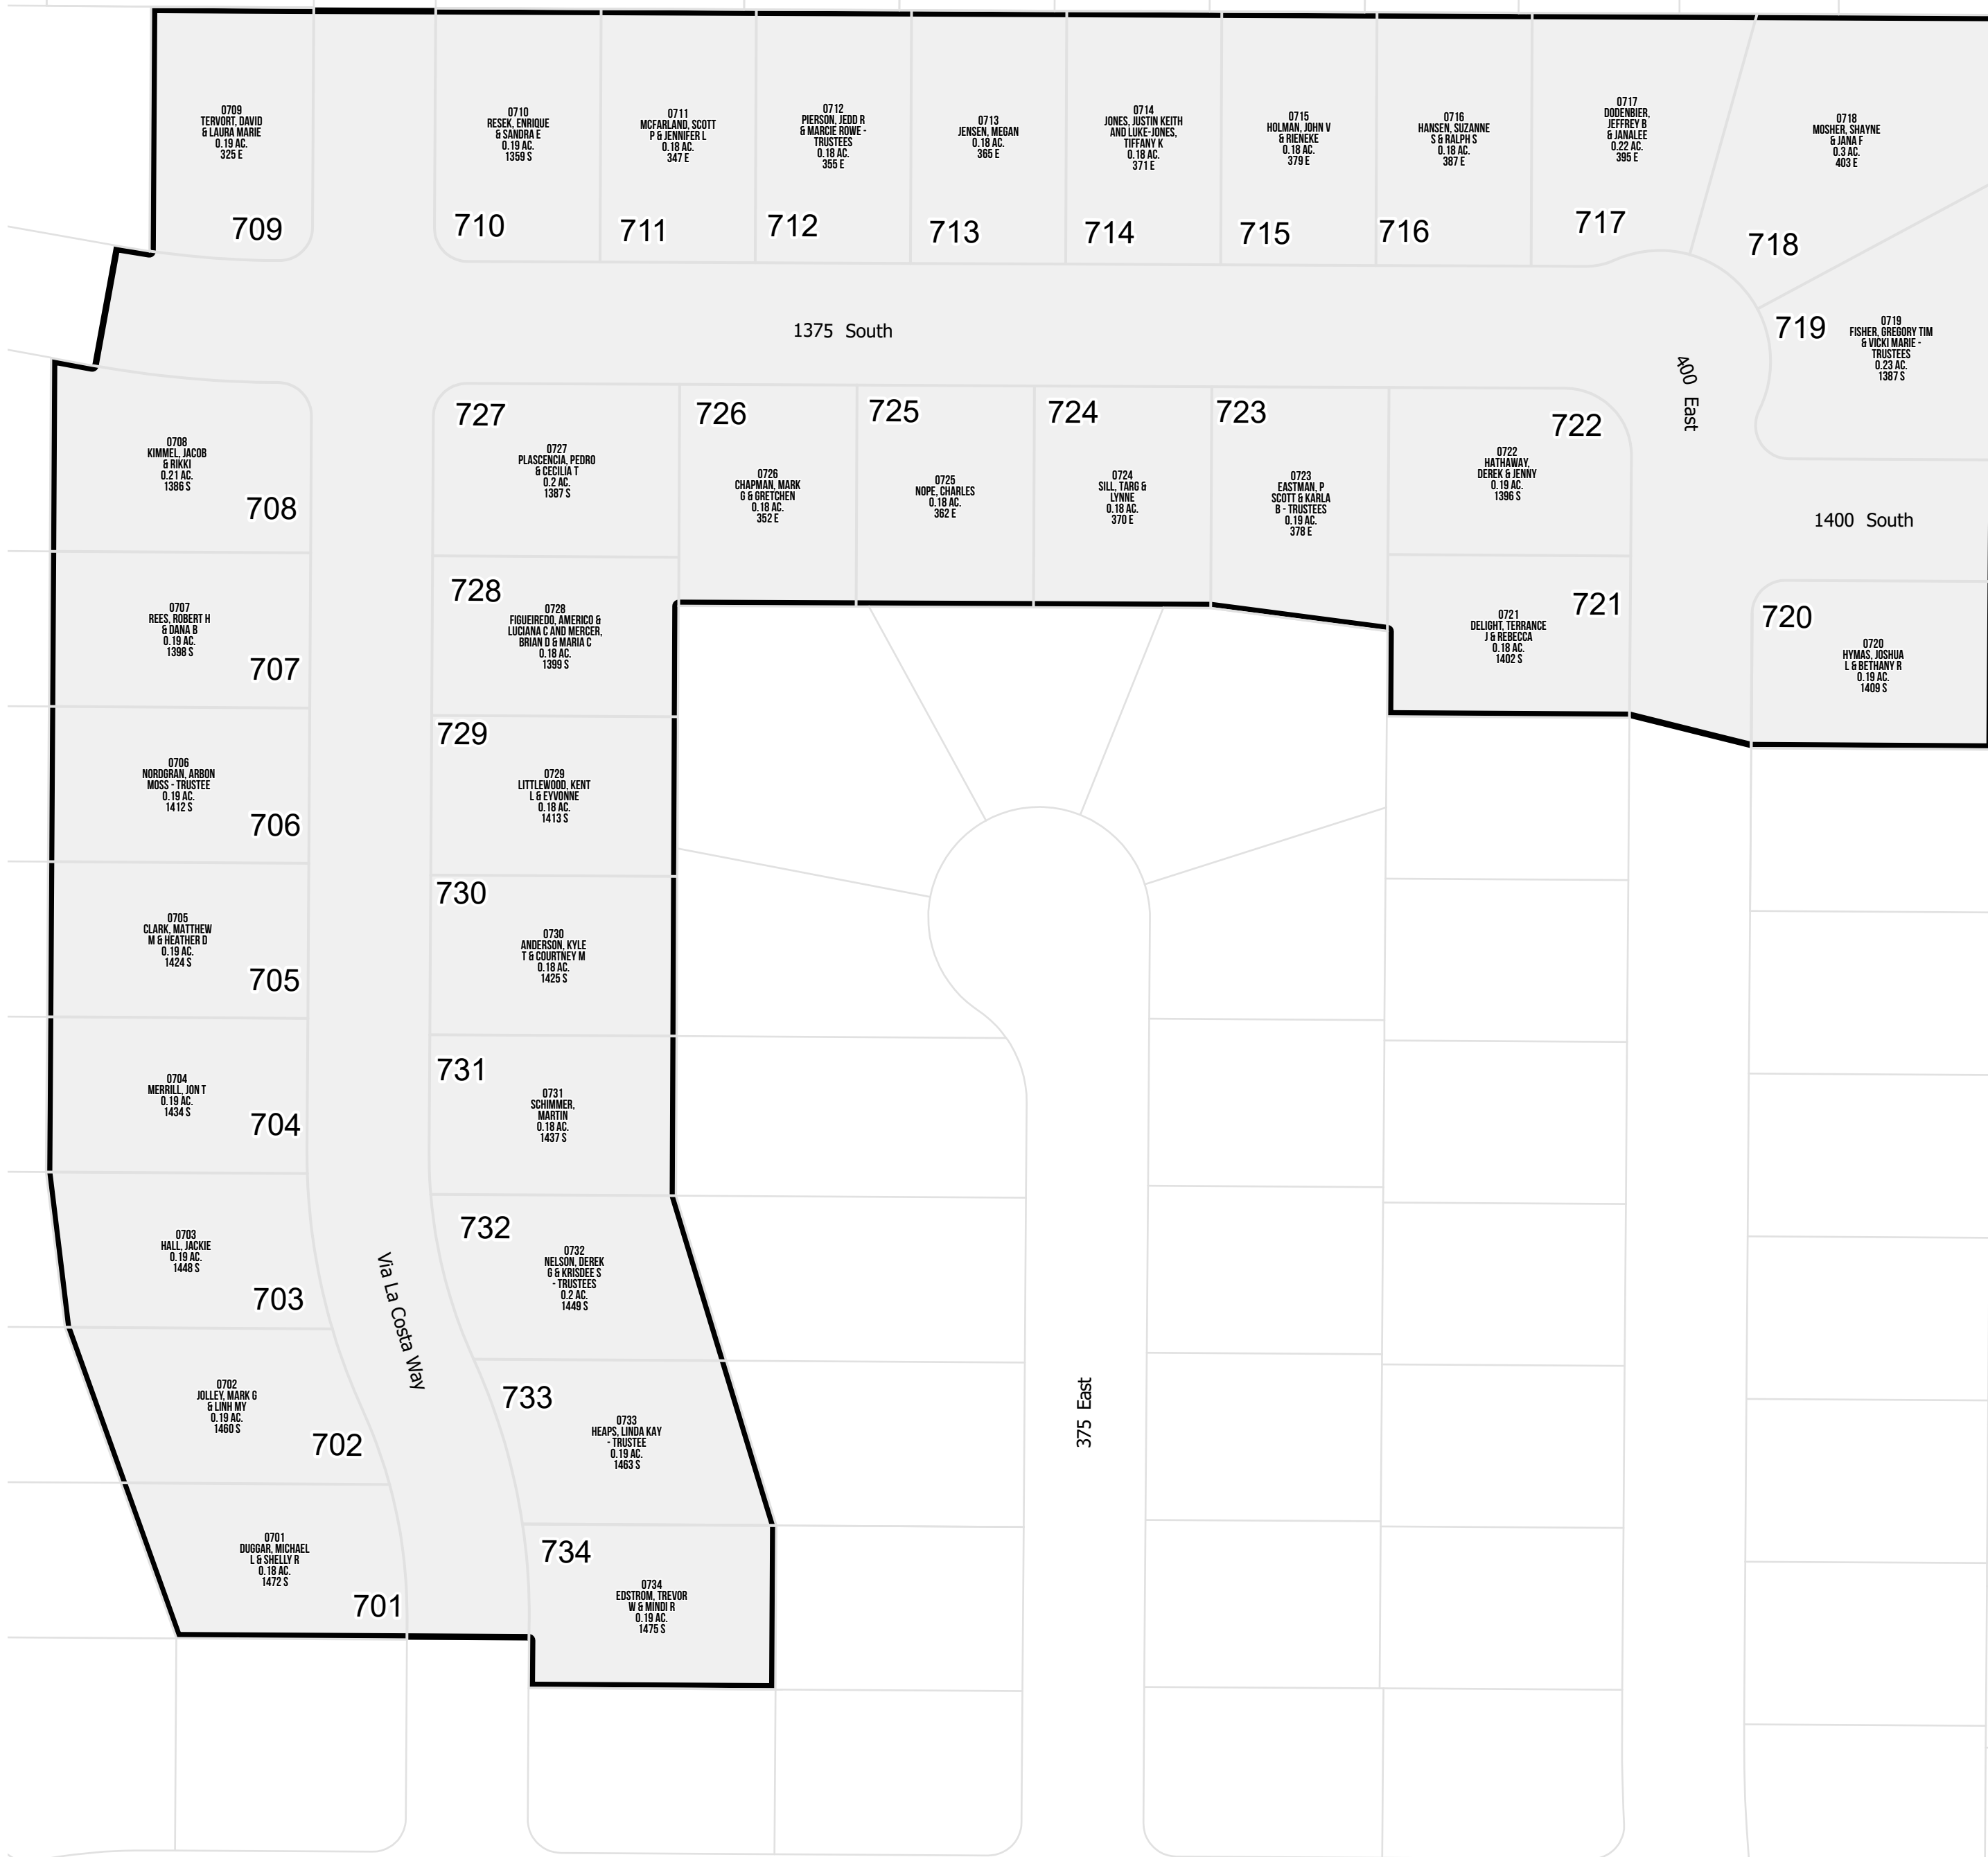 0709
TERVORT, DAVID
& LAURA MARIE
0.19 AC.
325 E
709
0710
RESEK, ENRIQUE
& SANDRA E
0.19 AC.
1359 S
710
0711
MCFARLAND, SCOTT
P & JENNIFER L
0.18 AC.
347 E
711
0712
PIERSON, JEDD R
& MARCIE ROWE -
TRUSTEES
0.18 AC.
355 E
712
0713
JENSEN, MEGAN
0.18 AC.
365 E
713
0714
JONES, JUSTIN KEITH
AND LUKE-JONES,
TIFFANY K
0.18 AC.
371 E
714
0715
HOLMAN, JOHN V
& RIENEKE
0.18 AC.
379 E
715
0716
HANSEN, SUZANNE
S & RALPH S
0.18 AC.
387 E
716
0717
DODENBIER,
JEFFREY B
& JANALEE
0.22 AC.
395 E
717
0718
MOSHER, SHAYNE
& JANA F
0.3 AC.
403 E
718
1375 South
719
0719
FISHER, GREGORY TIM
& VICKI MARIE -
TRUSTEES
0.23 AC.
1387 S
400 East
0708
KIMMEL, JACOB
& RIKKI
0.21 AC.
1386 S
708
727
0727
PLASCENCIA, PEDRO
& CECILIA T
0.2 AC.
1387 S
726
0726
CHAPMAN, MARK
G & GRETCHEN
0.18 AC.
352 E
725
0725
NOPE, CHARLES
0.18 AC.
362 E
724
0724
SILL, TARG &
LYNNE
0.18 AC.
370 E
723
0723
EASTMAN, P
SCOTT & KARLA
B - TRUSTEES
0.19 AC.
378 E
722
0722
HATHAWAY,
DEREK & JENNY
0.19 AC.
1396 S
1400 South
0707
REES, ROBERT H
& DANA B
0.19 AC.
1398 S
707
728
0728
FIGUEIREDO, AMERICO &
LUCIANA C AND MERCER,
BRIAN D & MARIA C
0.18 AC.
1399 S
721
0721
DELIGHT, TERRANCE
J & REBECCA
0.18 AC.
1402 S
720
0720
HYMAS, JOSHUA
L & BETHANY R
0.19 AC.
1409 S
0706
NORDGRAN, ARBON
MOSS - TRUSTEE
0.19 AC.
1412 S
706
729
0729
LITTLEWOOD, KENT
L & EYVONNE
0.18 AC.
1413 S
0705
CLARK, MATTHEW
M & HEATHER D
0.19 AC.
1424 S
705
730
0730
ANDERSON, KYLE
T & COURTNEY M
0.18 AC.
1425 S
0704
MERRILL, JON T
0.19 AC.
1434 S
704
731
0731
SCHIMMER,
MARTIN
0.18 AC.
1437 S
0703
HALL, JACKIE
0.19 AC.
1448 S
703
732
0732
NELSON, DEREK
G & KRISDEE S
- TRUSTEES
0.2 AC.
1449 S
Via La Costa Way
0702
JOLLEY, MARK G
& LINH MY
0.19 AC.
1460 S
702
733
0733
HEAPS, LINDA KAY
- TRUSTEE
0.19 AC.
1463 S
375 East
0701
DUGGAR, MICHAEL
L & SHELLY R
0.18 AC.
1472 S
701
734
0734
EDSTROM, TREVOR
W & MINDI R
0.19 AC.
1475 S